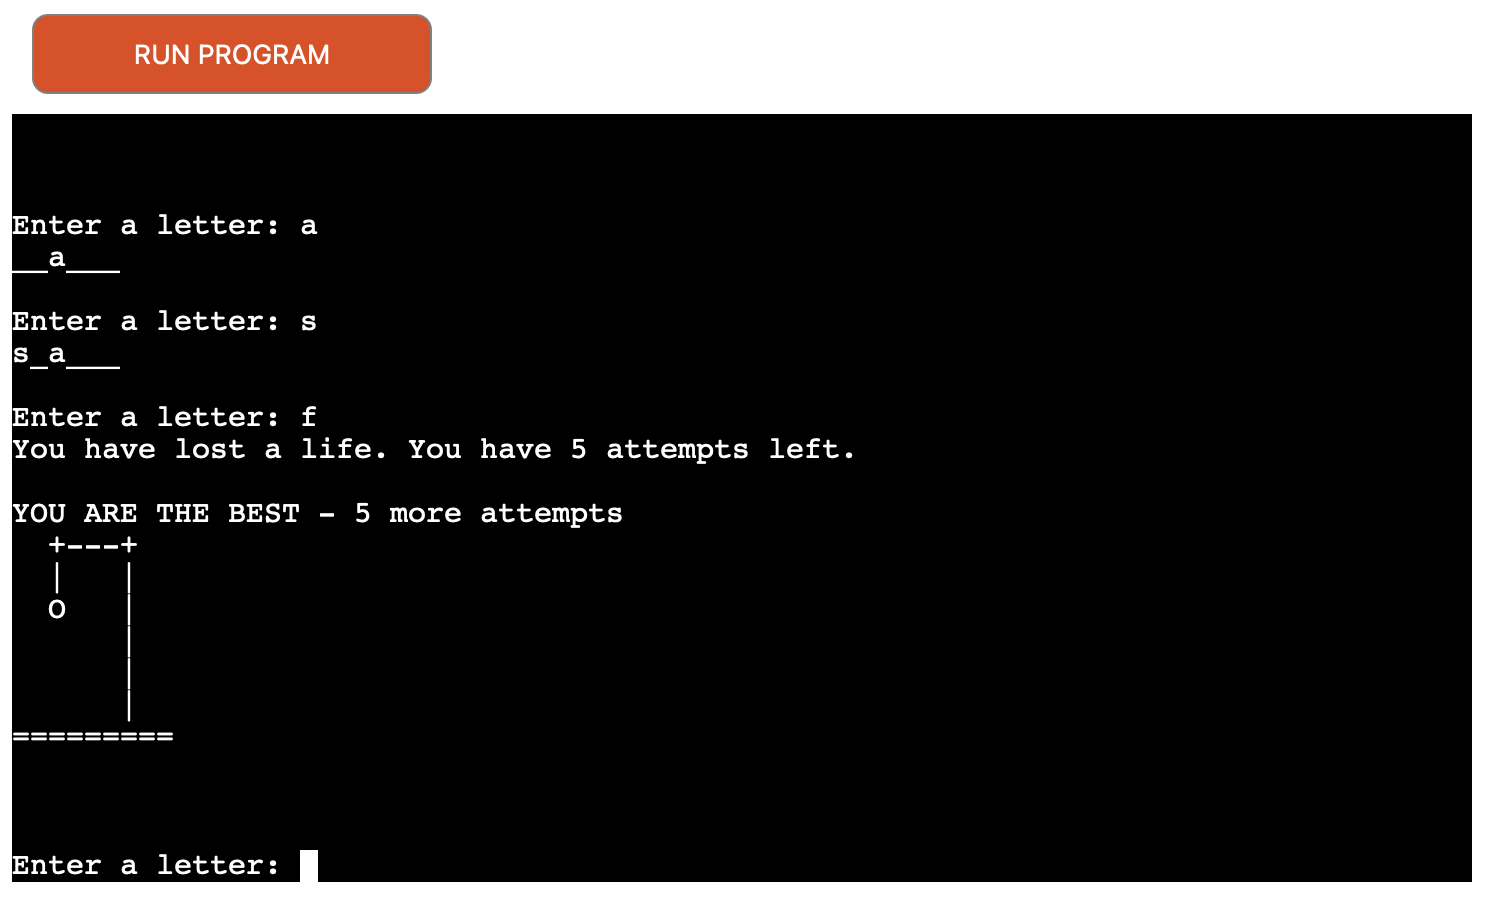 RUN PROGRAM
Enter a letter: a
__a___
Enter a letter: s
s_a___
Enter a letter: f
You have lost a life. You have 5 attempts left.
YOU ARE THE BEST - 5 more attempts
  +---+
  |   |
  O   |
      |
      |
      |
=========
Enter a letter: